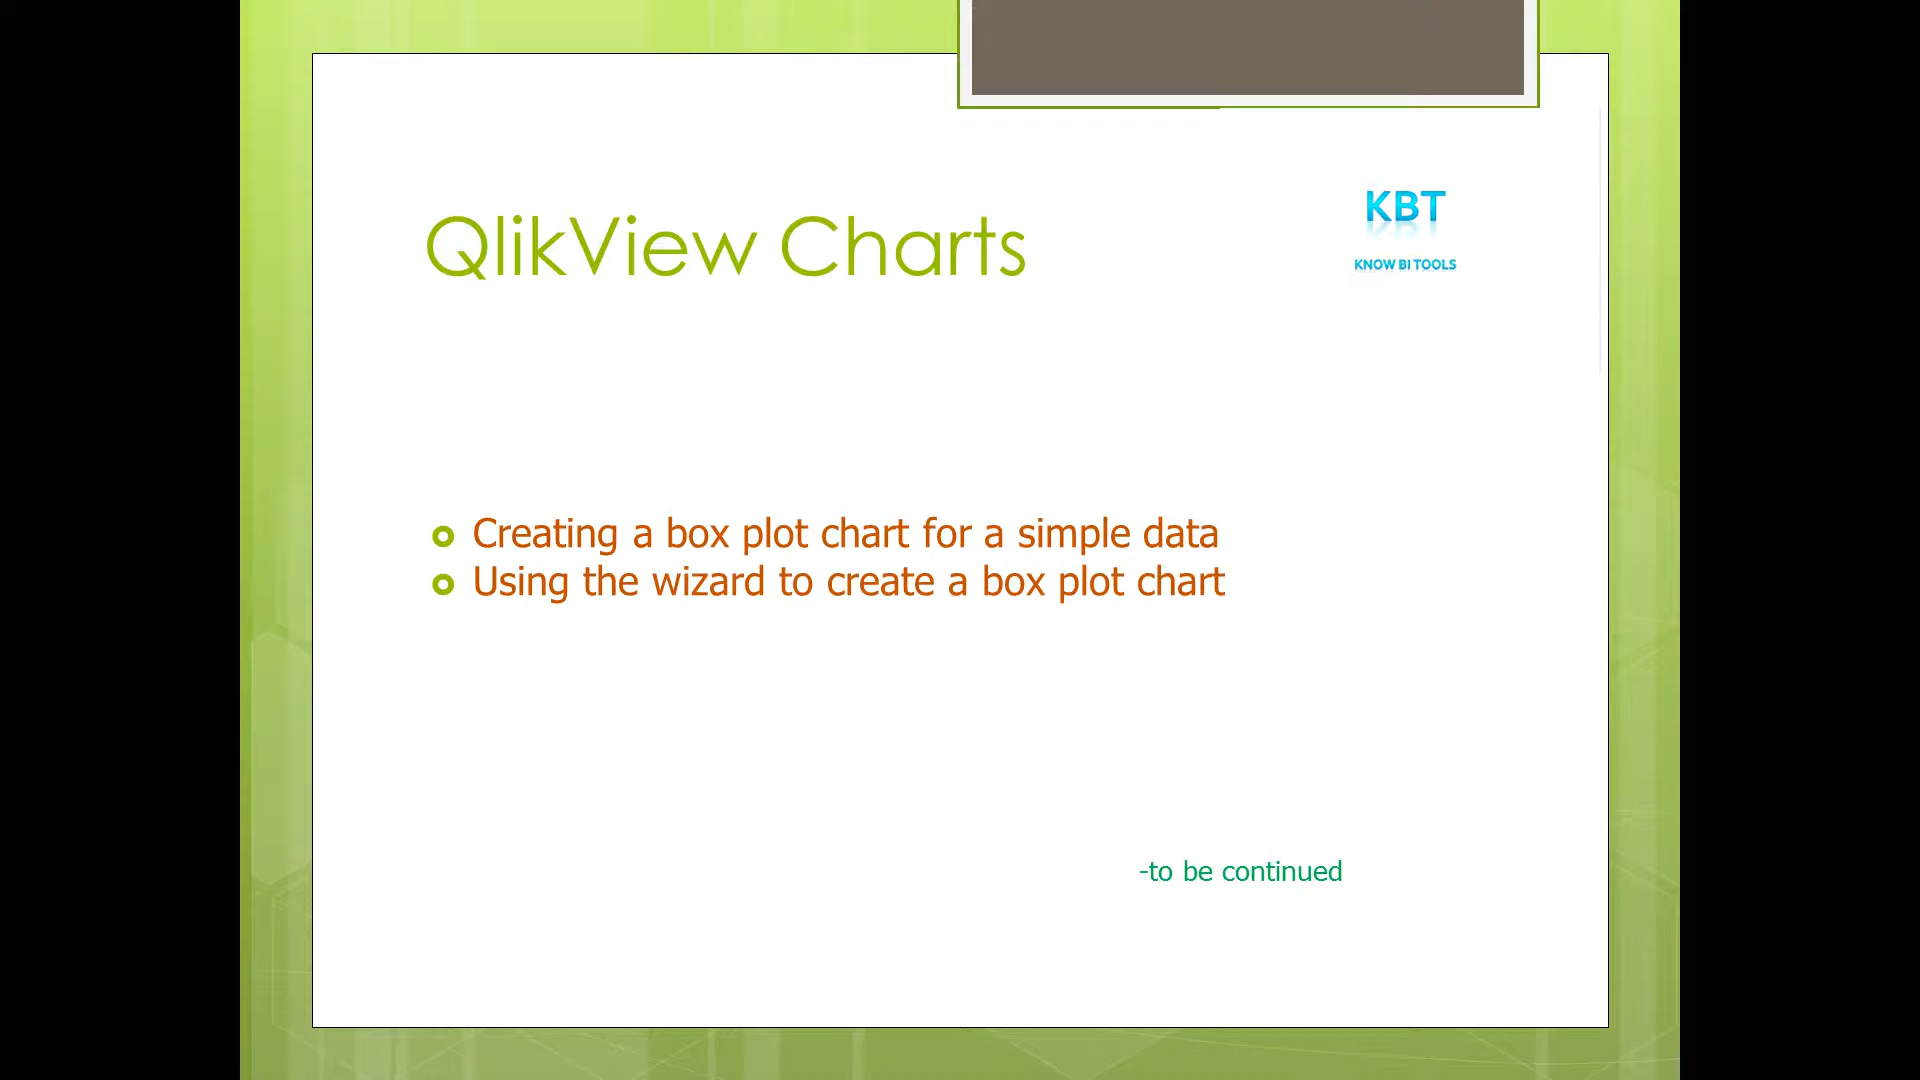 QlikView Charts
KBT
KNOW BI TOOLS
Creating a box plot chart for a simple data
Using the wizard to create a box plot chart
-to be continued